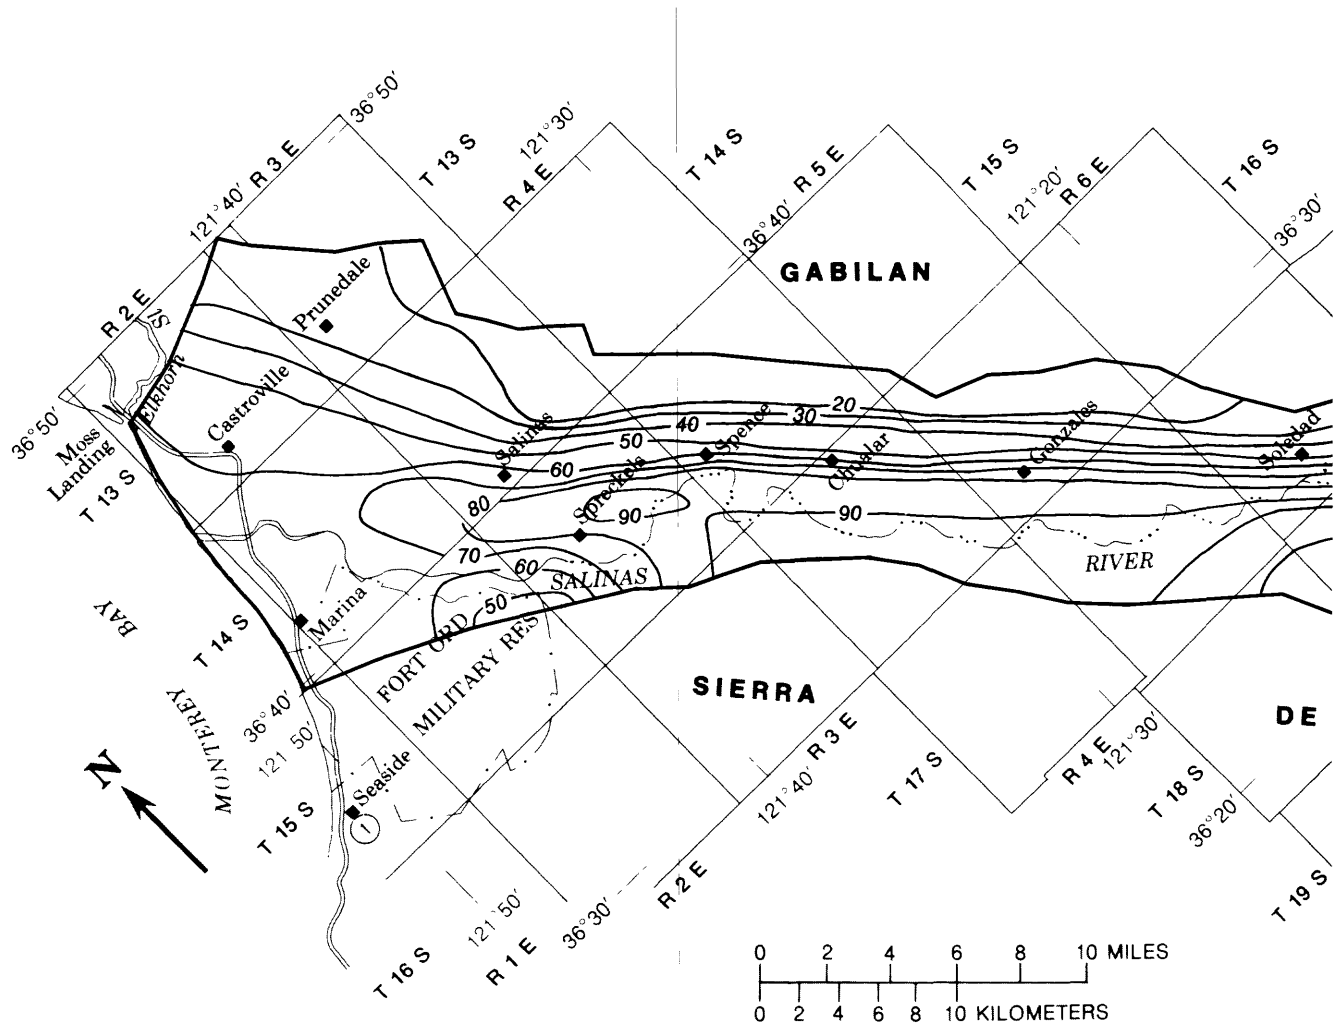 36°50′
121°30′
T 13 S
T 14 S
T 15 S
T 16 S
R 3 E
R 4 E
R 5 E
R 6 E
121°40′
36°40′
121°20′
36°30′
GABILAN
R 2 E
Sl
Elkhorn
Prunedale
Castroville
36°50′
Moss
Landing
T 13 S
Salinas
Spreckels
Spence
Chualar
Gonzales
Soledad
20
30
40
50
60
80
90
90
70
60
50
SALINAS
RIVER
Marina
BAY
T 14 S
MONTEREY
FORT ORD
MILITARY RES
36°40′
121°50′
SIERRA
DE
N
Seaside
1
T 15 S
R 3 E
121°40′
T 17 S
R 4 E
121°30′
T 18 S
36°20′
T 19 S
R 2 E
36°30′
121°50′
R 1 E
T 16 S
0 2 4 6 8 10 MILES
0 2 4 6 8 10 KILOMETERS